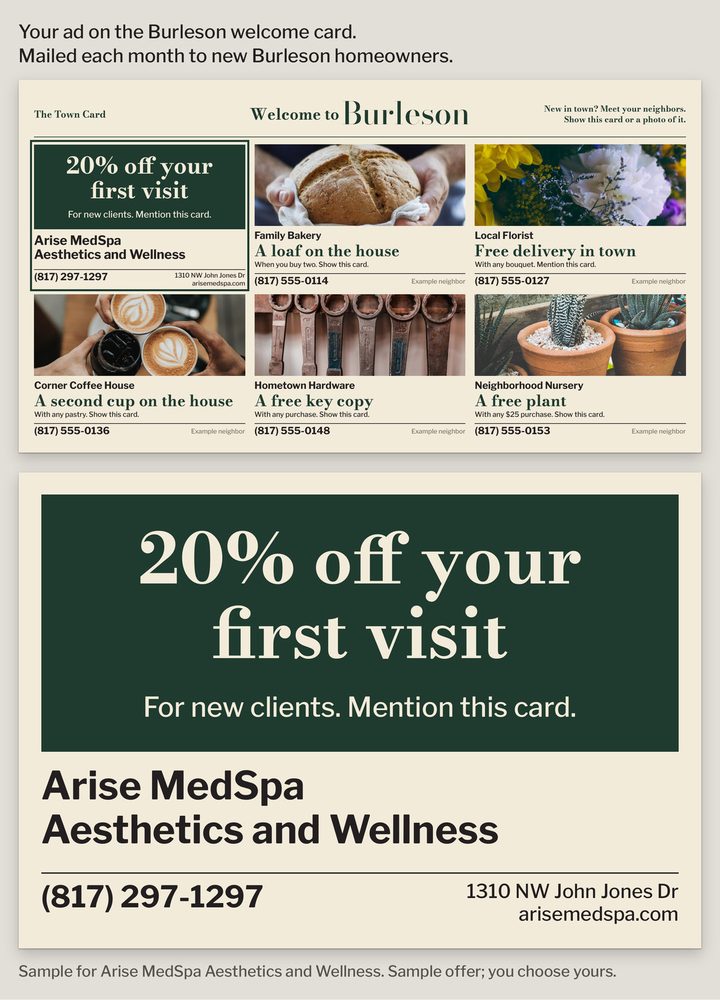 Your ad on the Burleson welcome card.
Mailed each month to new Burleson homeowners.
The Town Card
Welcome to Burleson
New in town? Meet your neighbors.
Show this card or a photo of it.
20% off your
first visit
For new clients. Mention this card.
Arise MedSpa
Aesthetics and Wellness
(817) 297-1297
1310 NW John Jones Dr
arisemedspa.com
Family Bakery
A loaf on the house
When you buy two. Show this card.
(817) 555-0114
Example neighbor
Local Florist
Free delivery in town
With any bouquet. Mention this card.
(817) 555-0127
Example neighbor
Corner Coffee House
A second cup on the house
With any pastry. Show this card.
(817) 555-0136
Example neighbor
Hometown Hardware
A free key copy
With any purchase. Show this card.
(817) 555-0148
Example neighbor
Neighborhood Nursery
A free plant
With any $25 purchase. Show this card.
(817) 555-0153
Example neighbor
20% off your
first visit
For new clients. Mention this card.
Arise MedSpa
Aesthetics and Wellness
(817) 297-1297
1310 NW John Jones Dr
arisemedspa.com
Sample for Arise MedSpa Aesthetics and Wellness. Sample offer; you choose yours.